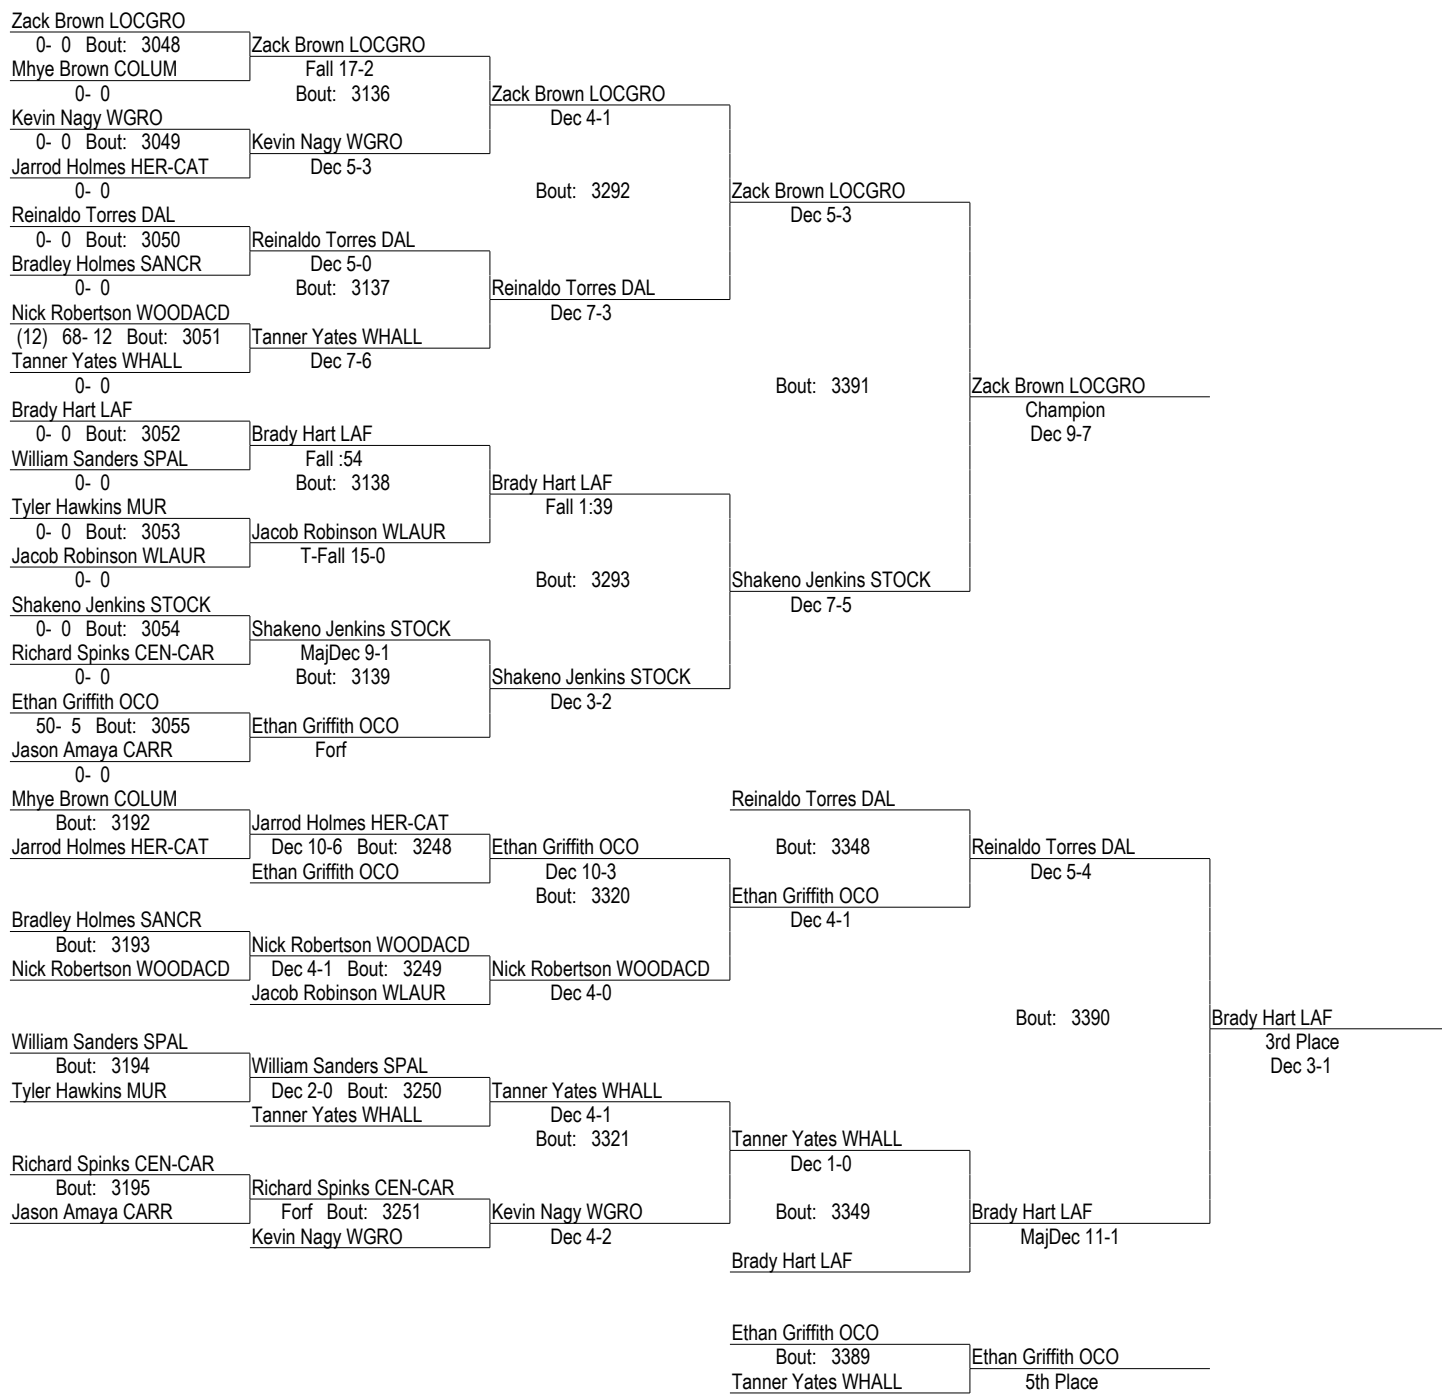 Zack Brown LOCGRO
0- 0 Bout: 3048
Zack Brown LOCGRO
Mhye Brown COLUM
Fall 17-2
0- 0
Bout: 3136
Zack Brown LOCGRO
Kevin Nagy WGRO
Dec 4-1
0- 0 Bout: 3049
Kevin Nagy WGRO
Jarrod Holmes HER-CAT
Dec 5-3
0- 0
Bout: 3292
Zack Brown LOCGRO
Reinaldo Torres DAL
Dec 5-3
0- 0 Bout: 3050
Reinaldo Torres DAL
Bradley Holmes SANCR
Dec 5-0
0- 0
Bout: 3137
Reinaldo Torres DAL
Nick Robertson WOODACD
Dec 7-3
(12) 68- 12 Bout: 3051
Tanner Yates WHALL
Tanner Yates WHALL
Dec 7-6
0- 0
Bout: 3391
Zack Brown LOCGRO
Brady Hart LAF
Champion
0- 0 Bout: 3052
Brady Hart LAF
Dec 9-7
William Sanders SPAL
Fall :54
0- 0
Bout: 3138
Brady Hart LAF
Tyler Hawkins MUR
Fall 1:39
0- 0 Bout: 3053
Jacob Robinson WLAUR
Jacob Robinson WLAUR
T-Fall 15-0
0- 0
Bout: 3293
Shakeno Jenkins STOCK
Shakeno Jenkins STOCK
Dec 7-5
0- 0 Bout: 3054
Shakeno Jenkins STOCK
Richard Spinks CEN-CAR
MajDec 9-1
0- 0
Bout: 3139
Shakeno Jenkins STOCK
Ethan Griffith OCO
Dec 3-2
50- 5 Bout: 3055
Ethan Griffith OCO
Jason Amaya CARR
Forf
0- 0
Mhye Brown COLUM
Reinaldo Torres DAL
Bout: 3192
Jarrod Holmes HER-CAT
Jarrod Holmes HER-CAT
Dec 10-6 Bout: 3248
Ethan Griffith OCO
Bout: 3348
Reinaldo Torres DAL
Ethan Griffith OCO
Dec 10-3
Dec 5-4
Bout: 3320
Ethan Griffith OCO
Bradley Holmes SANCR
Dec 4-1
Bout: 3193
Nick Robertson WOODACD
Nick Robertson WOODACD
Dec 4-1 Bout: 3249
Nick Robertson WOODACD
Jacob Robinson WLAUR
Dec 4-0
Bout: 3390
Brady Hart LAF
William Sanders SPAL
3rd Place
Bout: 3194
William Sanders SPAL
Dec 3-1
Tyler Hawkins MUR
Dec 2-0 Bout: 3250
Tanner Yates WHALL
Tanner Yates WHALL
Dec 4-1
Bout: 3321
Tanner Yates WHALL
Richard Spinks CEN-CAR
Dec 1-0
Bout: 3195
Richard Spinks CEN-CAR
Jason Amaya CARR
Forf Bout: 3251
Kevin Nagy WGRO
Bout: 3349
Brady Hart LAF
Kevin Nagy WGRO
Dec 4-2
MajDec 11-1
Brady Hart LAF
Ethan Griffith OCO
Bout: 3389
Ethan Griffith OCO
Tanner Yates WHALL
5th Place